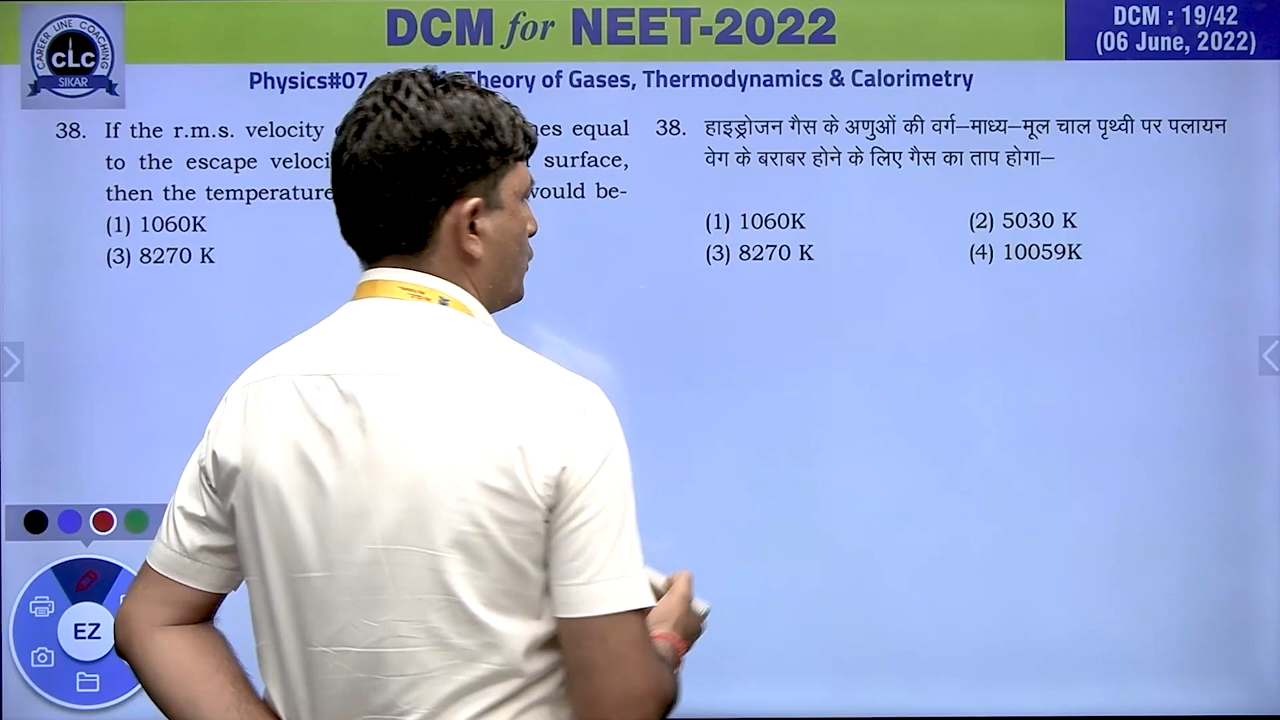 CAREER LINE COACHING
CLC
SIKAR
DCM for NEET-2022
DCM : 19/42
(06 June, 2022)
Physics#07 Theory of Gases, Thermodynamics & Calorimetry
38. If the r.m.s. velocity equal
to the escape surface,
then the temperature would be-
(1) 1060K
(3) 8270 K
38. हाइड्रोजन गैस के अणुओं की वर्ग–माध्य–मूल चाल पृथ्वी पर पलायन
वेग के बराबर होने के लिए गैस का ताप होगा–
(1) 1060K (2) 5030 K
(3) 8270 K (4) 10059K
EZ